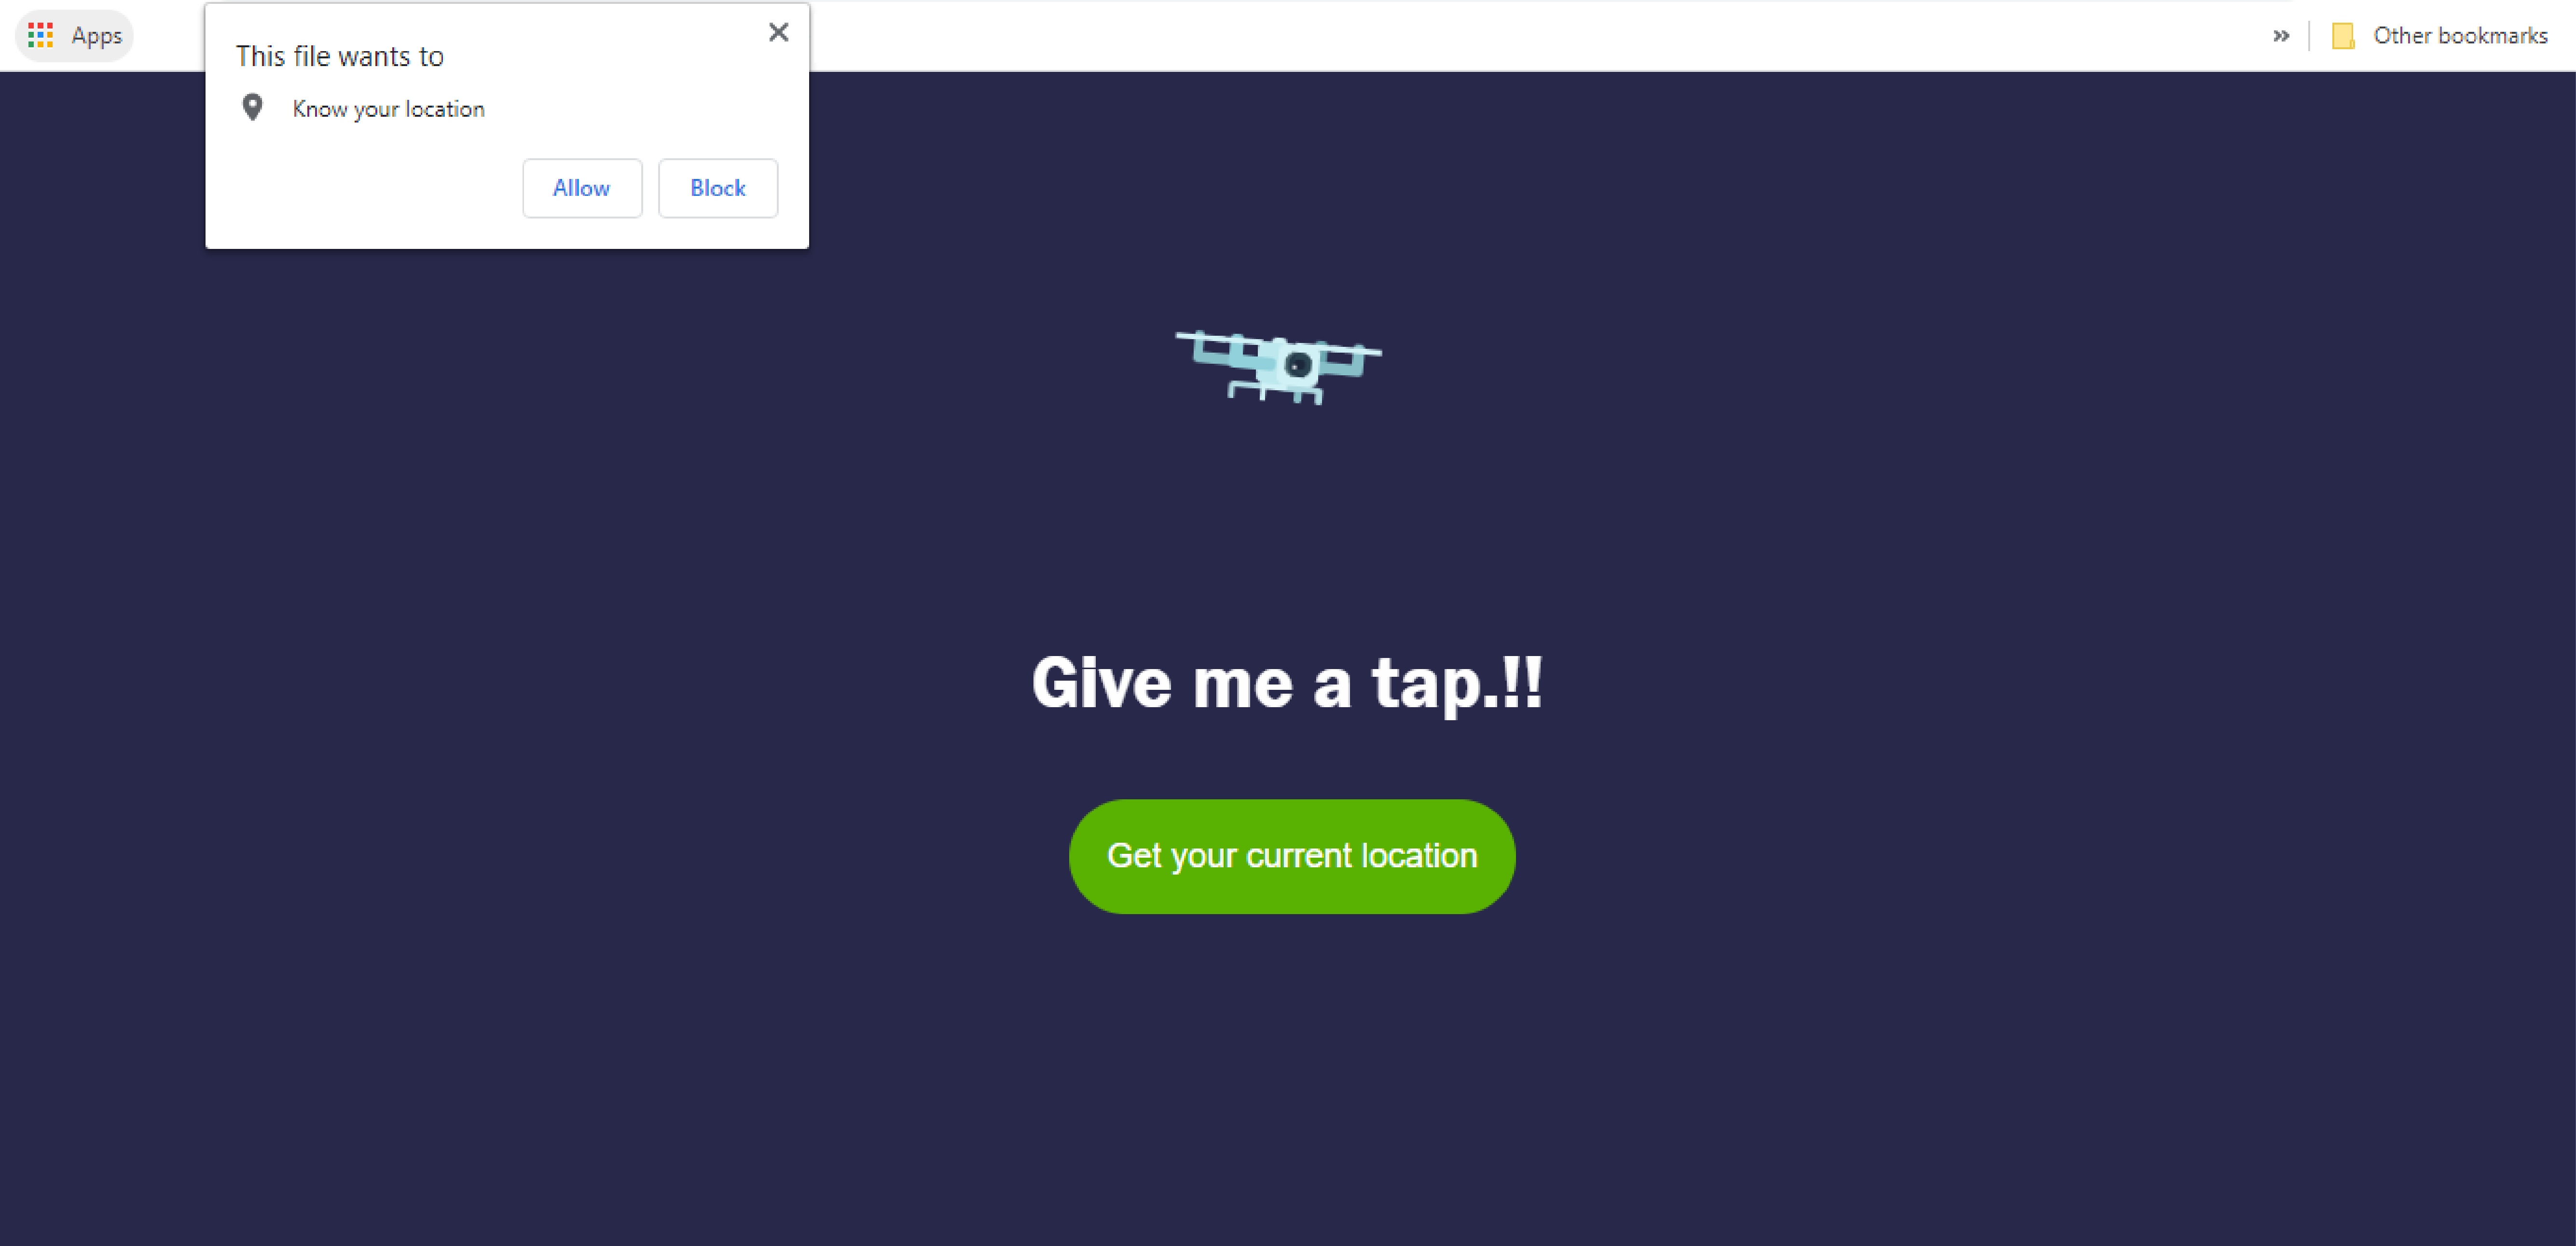 Apps
This file wants to
Know your location
Allow
Block
» Other bookmarks
Give me a tap.!!
Get your current location